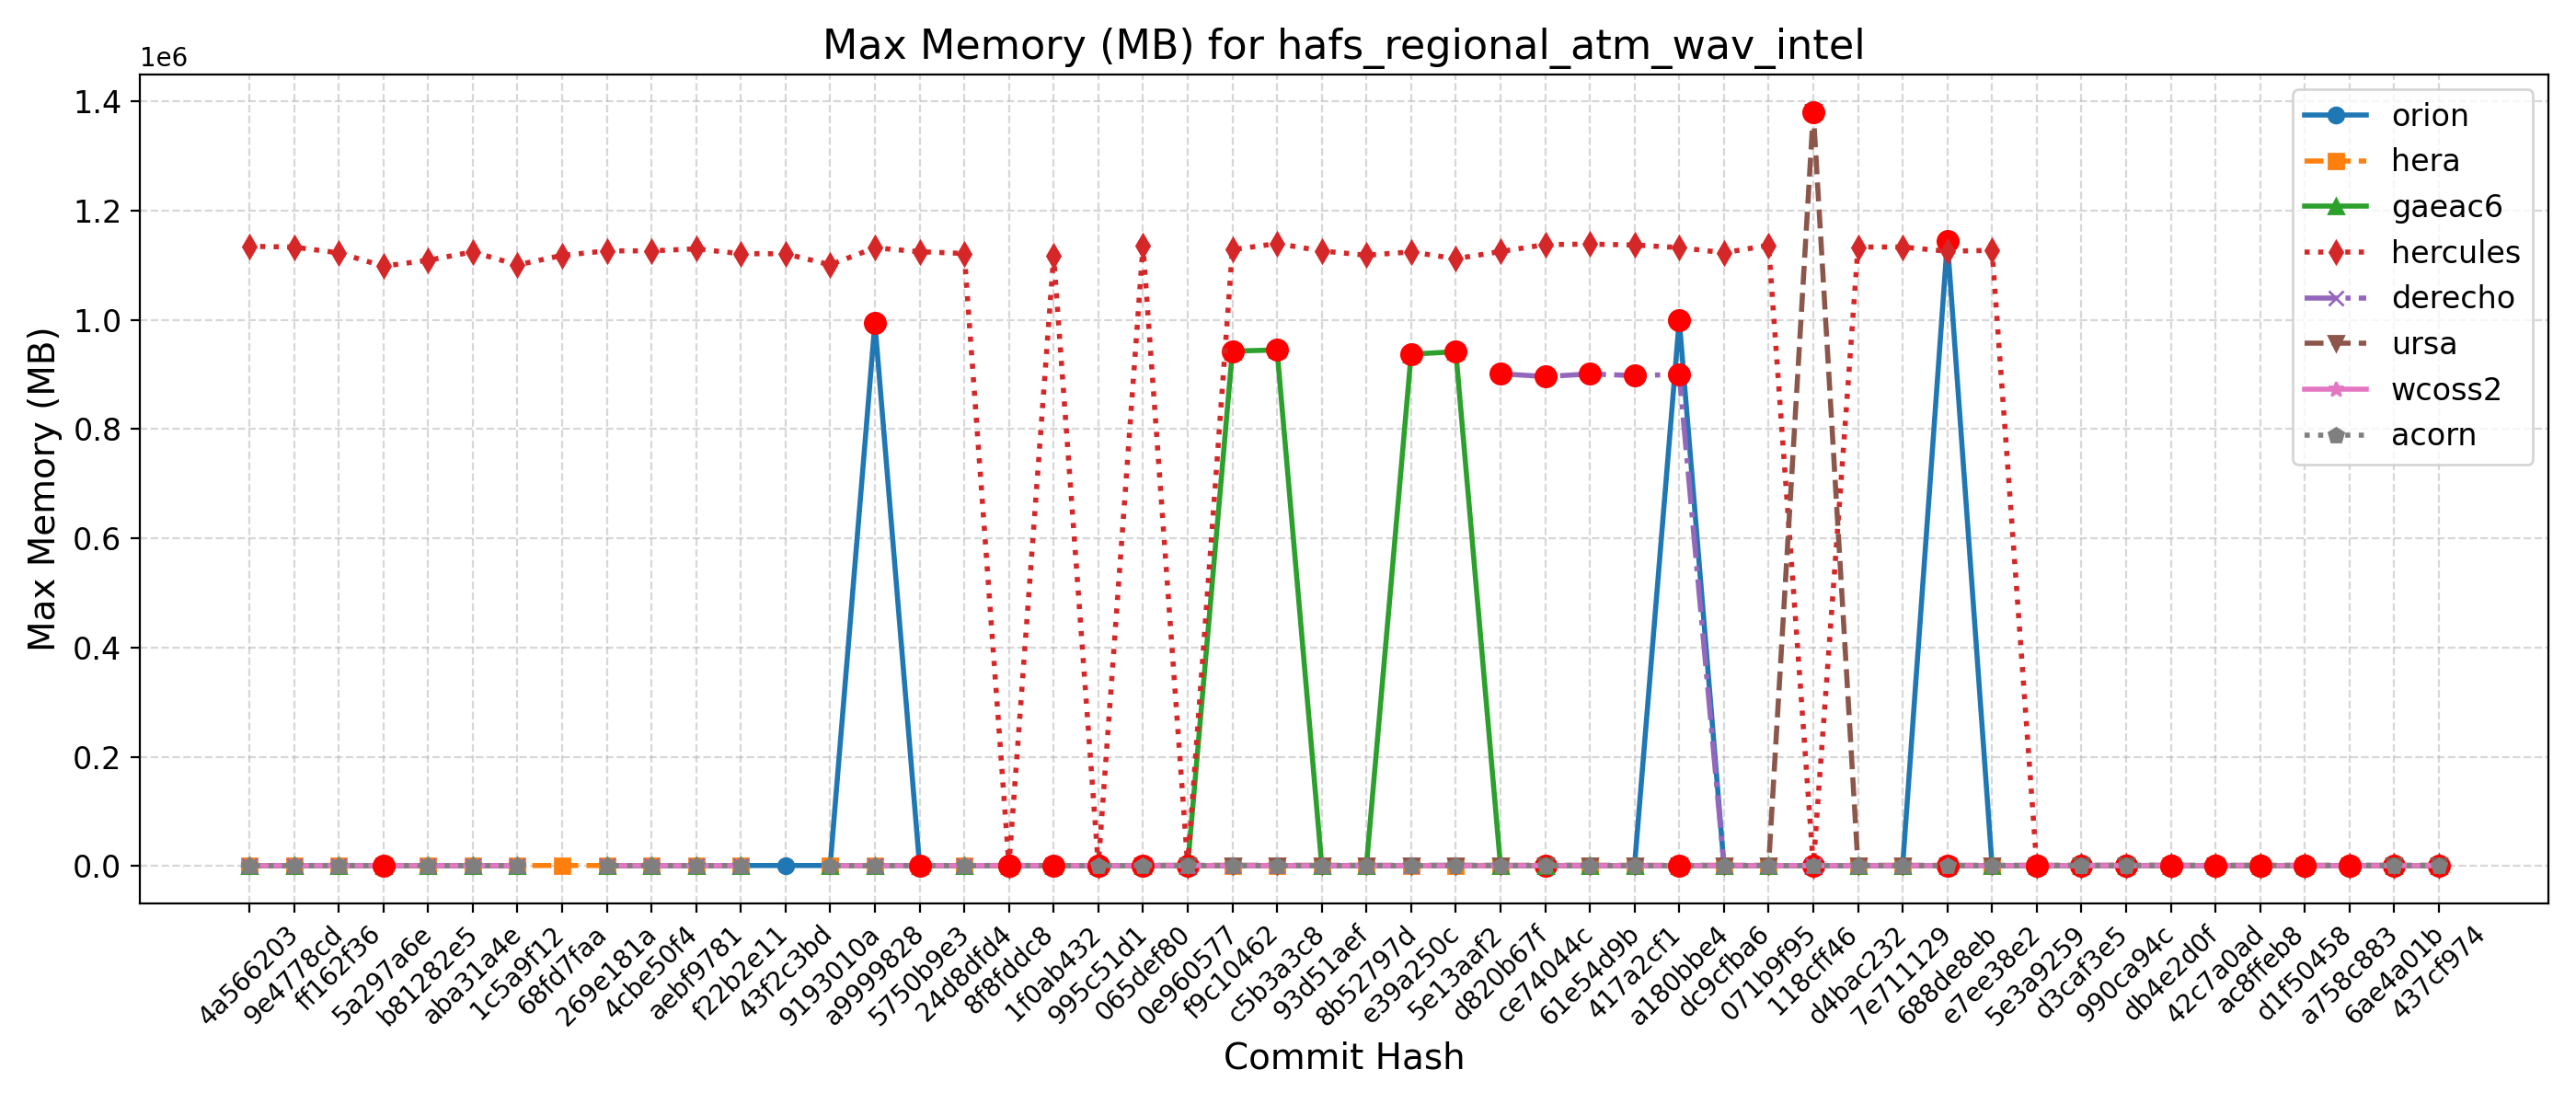 Max Memory (MB) for hafs_regional_atm_wav_intel
1e6
1.4
1.2
1.0
0.8
0.6
0.4
0.2
0.0
Max Memory (MB)
orion
hera
gaeac6
hercules
derecho
ursa
wcoss2
acorn
4a566203
9e4778cd
ff162f36
5a297a6e
b81282e5
aba31a4e
1c5a9f12
68fd7faa
269e181a
4cbe50f4
aebf9781
f22b2e11
43f2c3bd
9193010a
a9999828
5750b9e3
24d8dfd4
8f8fddc8
1f0ab432
995c51d1
065def80
0e960577
f9c10462
c5b3a3c8
93d51aef
8b52797d
e39a250c
5e13aaf2
d820b67f
ce74044c
61e54d9b
417a2cf1
a180bbe4
dc9cfba6
071b9f95
118cff46
d4bac232
7e711129
688de8eb
e7ee38e2
5e3a9259
d3caf3e5
990ca94c
db4e2d0f
42c7a0ad
ac8ffeb8
d1f50458
a758c883
6ae4a01b
437cf974
Commit Hash